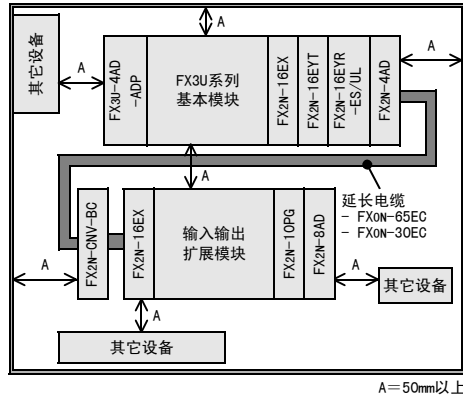 A
其它设备
A
FX3U-4AD
-ADP
FX3U系列
基本模块
FX2N-16EX
FX2N-16EYT
FX2N-16EYR
-ES/UL
FX2N-4AD
A
A
延长电缆
- FX0N-65EC
- FX0N-30EC
A
FX2N-CNV-BC
FX2N-16EX
输入输出
扩展模块
FX2N-10PG
FX2N-8AD
A
其它设备
A
其它设备
A=50mm以上